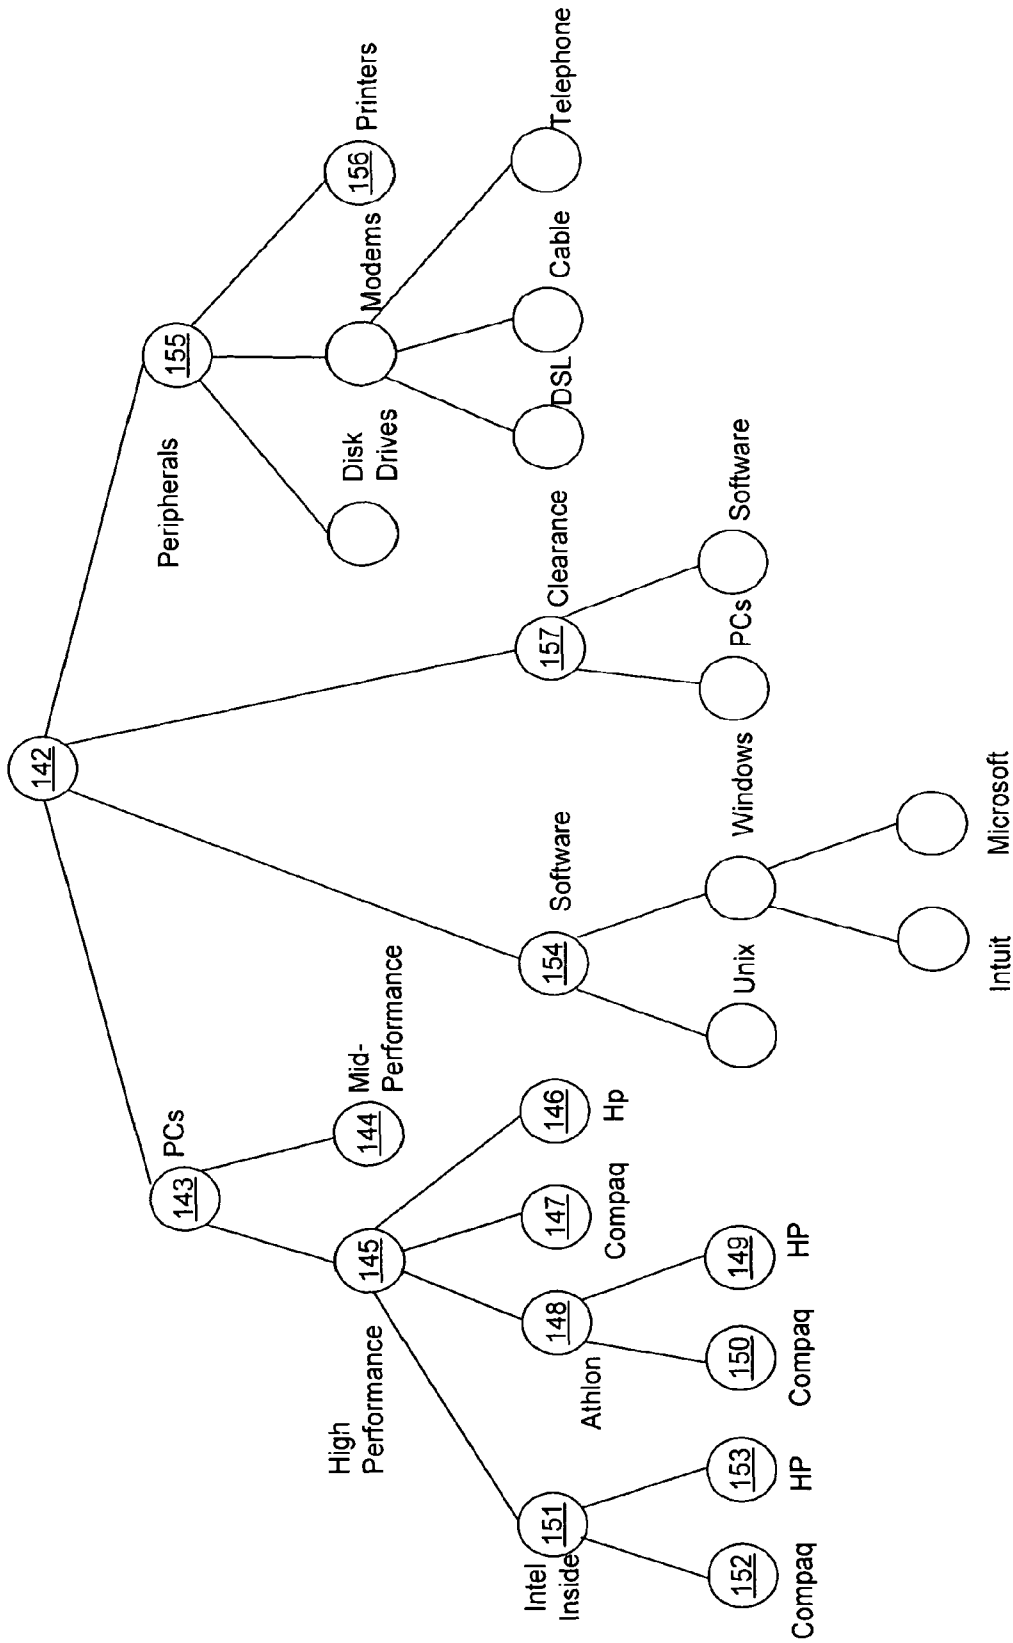 142
143
PCs
155
Peripherals
145
High
Performance
144
Mid-
Performance
Disk
Drives
Modems
156
Printers
151
Intel
Inside
148
Athlon
147
Compaq
146
Hp
154
Software
157
Clearance
DSL
Cable
Telephone
152
Compaq
153
HP
150
Compaq
149
HP
Unix
Windows
PCs
Software
Intuit
Microsoft